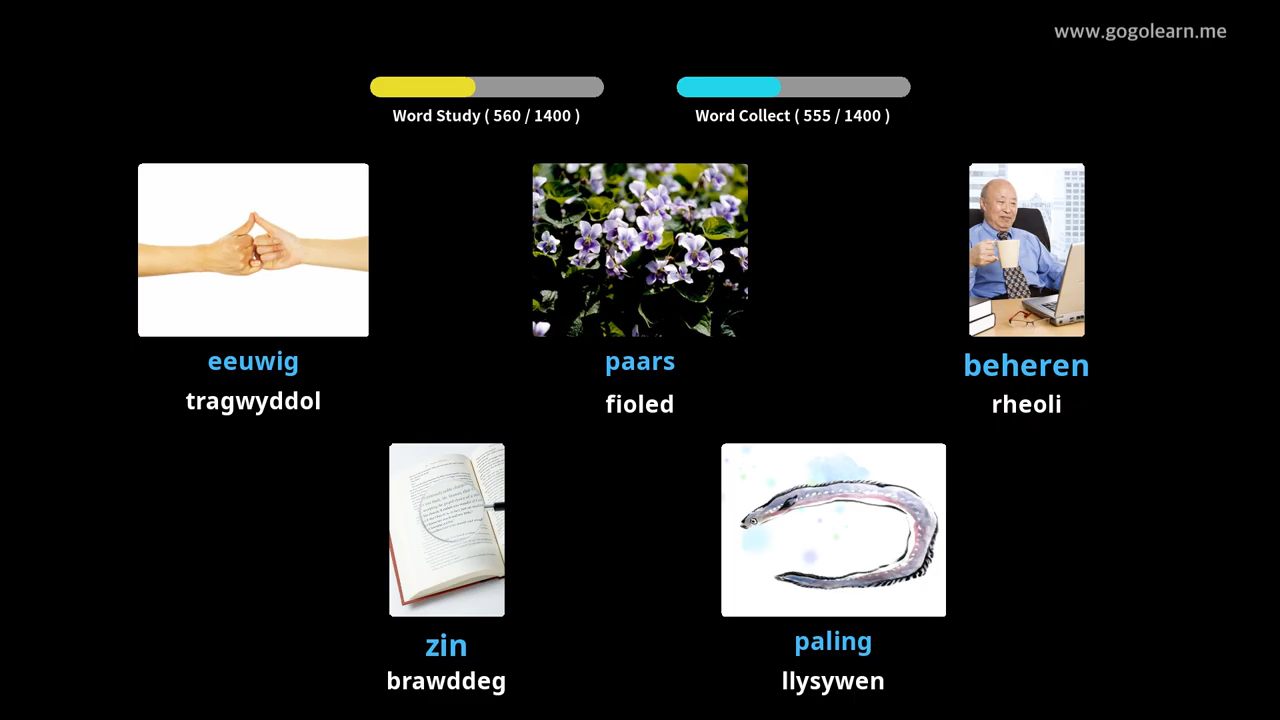 www.gogolearn.me
Word Study ( 560 / 1400 )
Word Collect ( 555 / 1400 )
eeuwig
tragwyddol
paars
fioled
beheren
rheoli
zin
brawddeg
paling
llysywen